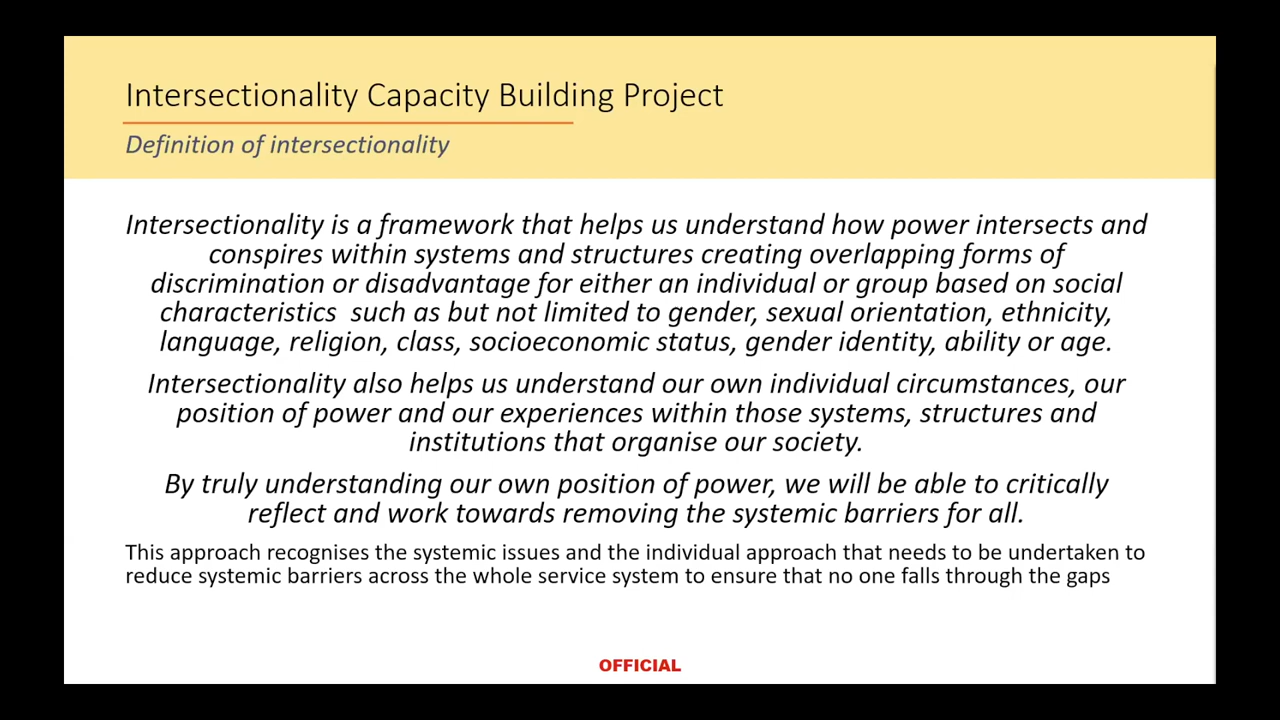 Intersectionality Capacity Building Project
Definition of intersectionality
Intersectionality is a framework that helps us understand how power intersects and
conspires within systems and structures creating overlapping forms of
discrimination or disadvantage for either an individual or group based on social
characteristics  such as but not limited to gender, sexual orientation, ethnicity,
language, religion, class, socioeconomic status, gender identity, ability or age.
Intersectionality also helps us understand our own individual circumstances, our
position of power and our experiences within those systems, structures and
institutions that organise our society.
By truly understanding our own position of power, we will be able to critically
reflect and work towards removing the systemic barriers for all.
This approach recognises the systemic issues and the individual approach that needs to be undertaken to
reduce systemic barriers across the whole service system to ensure that no one falls through the gaps
OFFICIAL